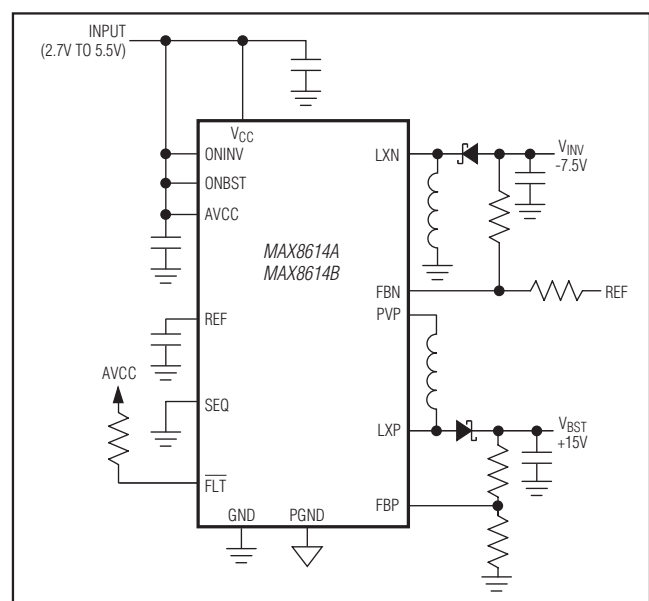 INPUT
(2.7V TO 5.5V)
VCC
ONINV
ONBST
AVCC
LXN
VINV
-7.5V
MAX8614A
MAX8614B
FBN
REF
PVP
REF
AVCC
SEQ
LXP
VBST
+15V
FLT
FBP
GND
PGND